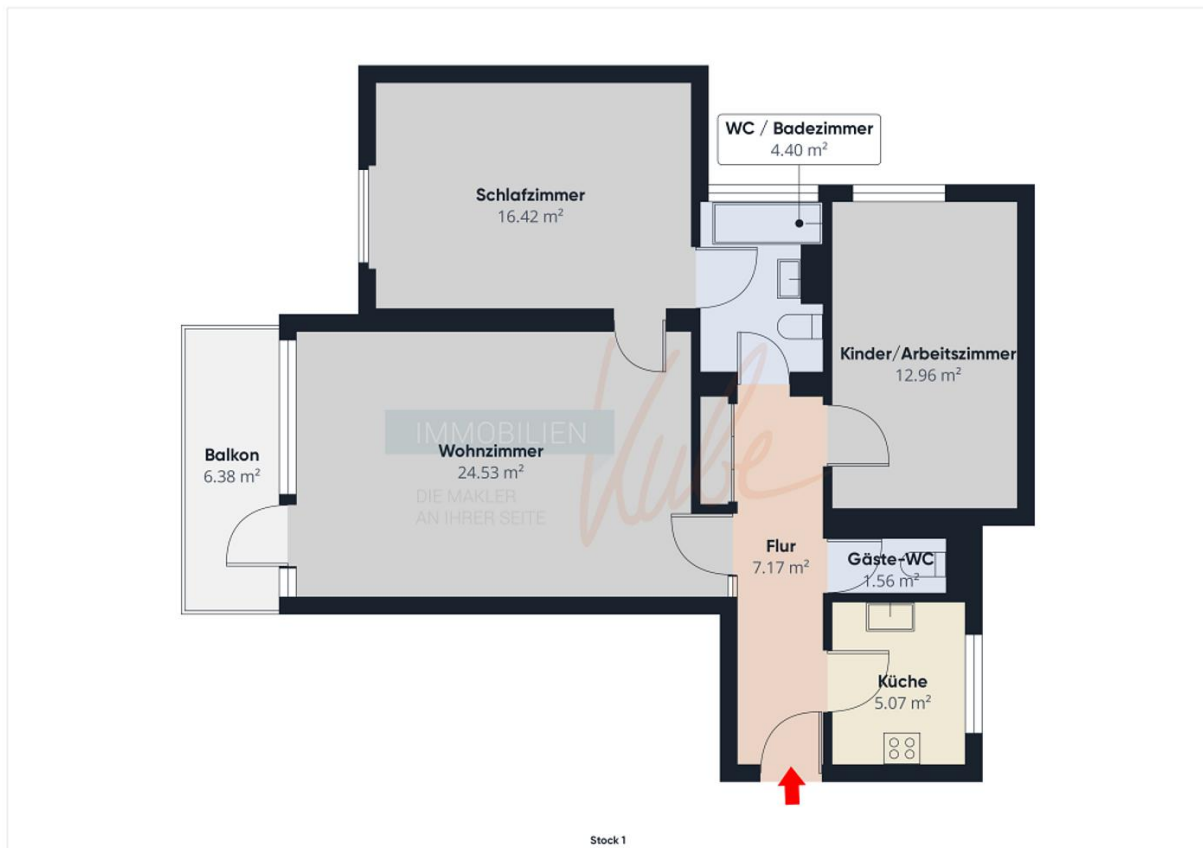 WC / Badezimmer
4.40 m²
Schlafzimmer
16.42 m²
Kinder/Arbeitszimmer
12.96 m²
IMMOBILIEN
Kube
DIE MAKLER
AN IHRER SEITE
Wohnzimmer
24.53 m²
Balkon
6.38 m²
Flur
7.17 m²
Gäste-WC
1.56 m²
Küche
5.07 m²
Stock 1